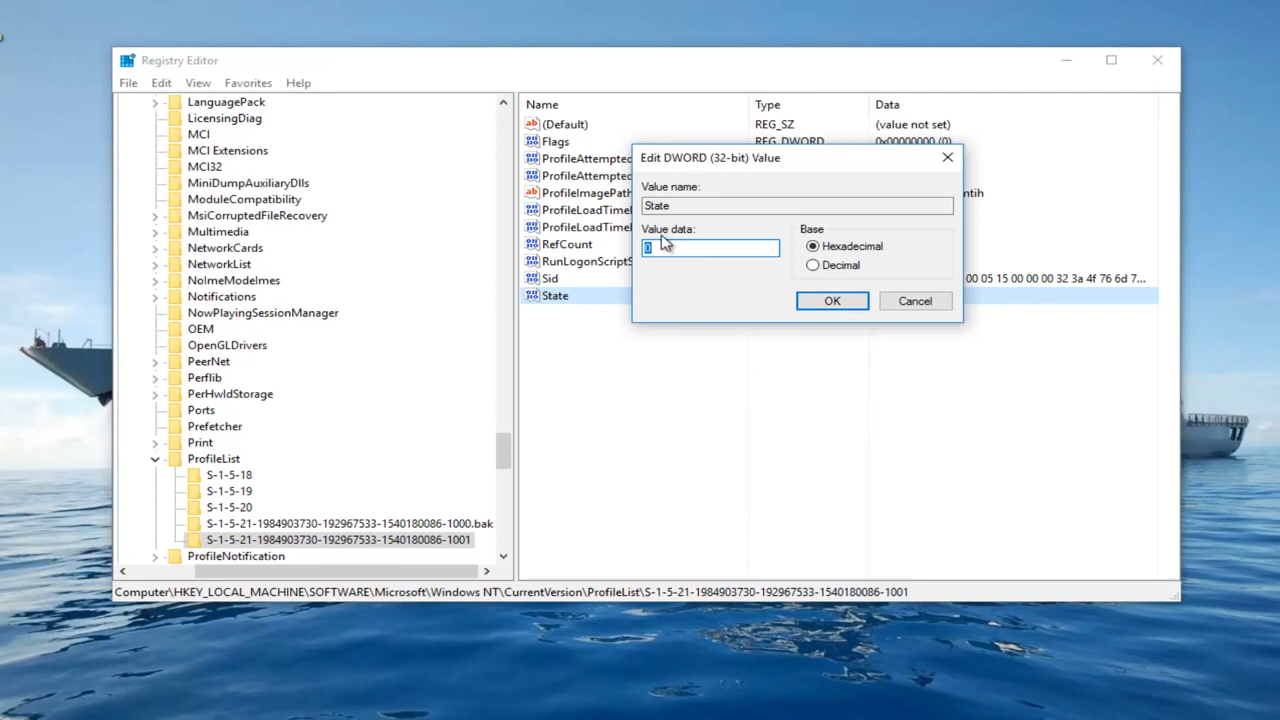 Registry Editor
File Edit View Favorites Help
LanguagePack
LicensingDiag
MCI
MCI Extensions
MCI32
MiniDumpAuxiliaryDlls
ModuleCompatibility
MsiCorruptedFileRecovery
Multimedia
NetworkCards
NetworkList
NoImeModeImes
Notifications
NowPlayingSessionManager
OEM
OpenGLDrivers
PeerNet
Perflib
PerHwIdStorage
Ports
Prefetcher
Print
ProfileList
S-1-5-18
S-1-5-19
S-1-5-20
S-1-5-21-1984903730-192967533-1540180086-1000.bak
S-1-5-21-1984903730-192967533-1540180086-1001
ProfileNotification
Name Type Data
(Default) REG_SZ (value not set)
Flags REG_DWORD 0x00000000 (0)
ProfileAttempted
ProfileAttempted
ProfileImagePath ntih
ProfileLoadTimeL
ProfileLoadTimeL
RefCount
RunLogonScriptS
Sid 00 05 15 00 00 00 32 3a 4f 76 6d 7...
State
Edit DWORD (32-bit) Value
Value name:
State
Value data:
0
Base
Hexadecimal
Decimal
OK Cancel
Computer\HKEY_LOCAL_MACHINE\SOFTWARE\Microsoft\Windows NT\CurrentVersion\ProfileList\S-1-5-21-1984903730-192967533-1540180086-1001